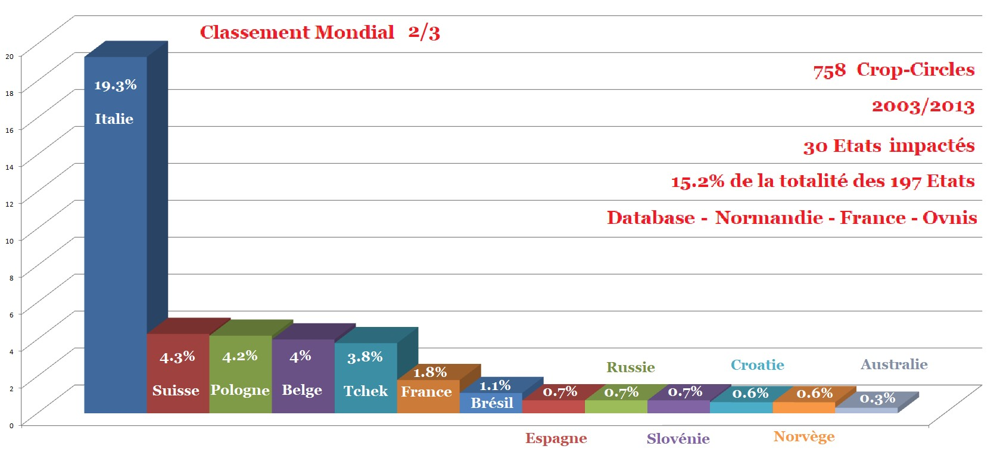 Classement Mondial 2/3
758 Crop-Circles
2003/2013
30 Etats impactés
15.2% de la totalité des 197 Etats
Database - Normandie - France - Ovnis
20
18
16
14
12
10
8
6
4
2
0
19.3%
Italie
4.3%
Suisse
4.2%
Pologne
4%
Belge
3.8%
Tchek
1.8%
France
1.1%
Brésil
0.7%
Espagne
Russie
0.7%
0.7%
Slovénie
Croatie
0.6%
0.6%
Norvège
Australie
0.3%